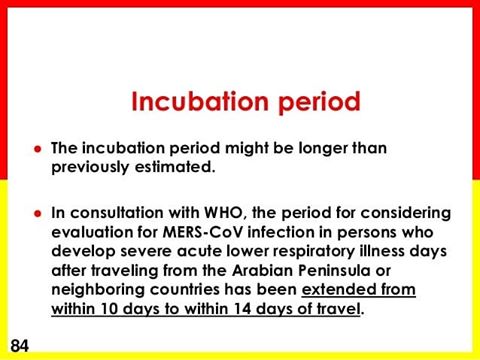 Incubation period
● The incubation period might be longer than
previously estimated.
● In consultation with WHO, the period for considering
evaluation for MERS-CoV infection in persons who
develop severe acute lower respiratory illness days
after traveling from the Arabian Peninsula or
neighboring countries has been extended from
within 10 days to within 14 days of travel.
84